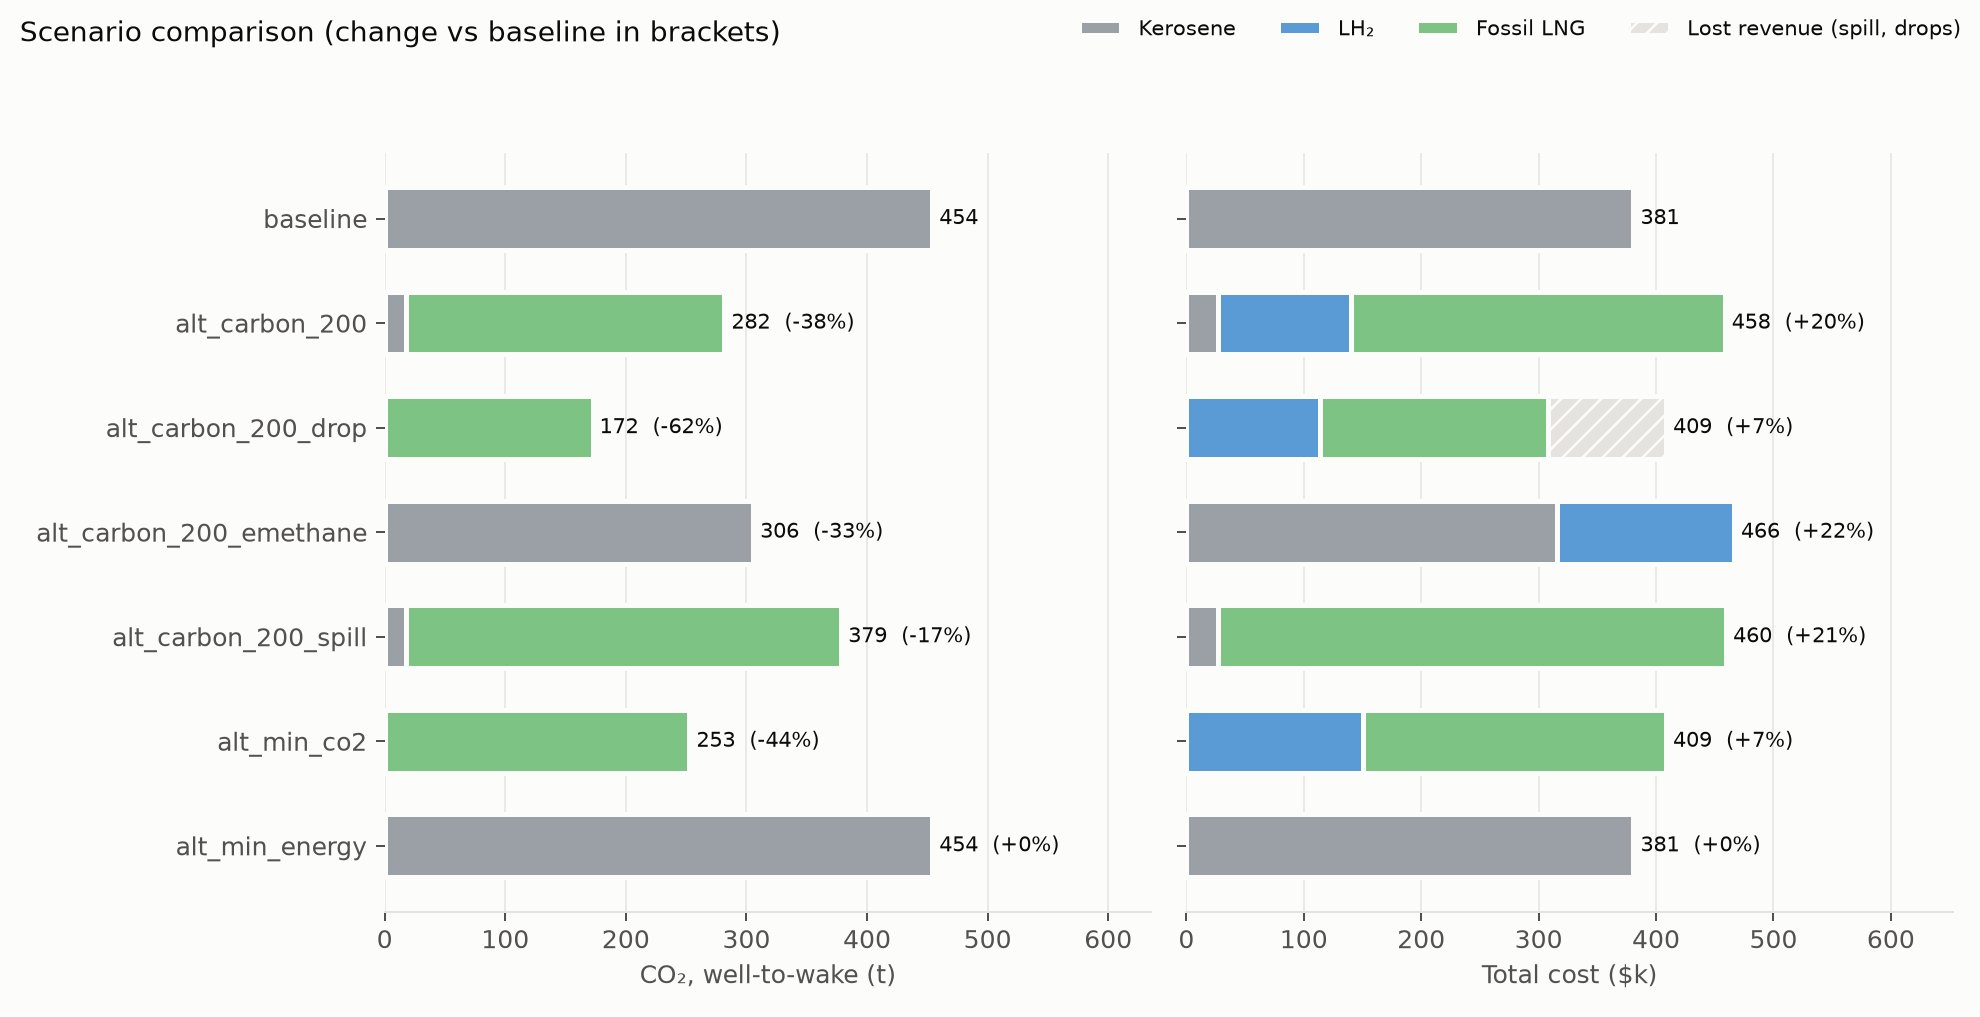 Scenario comparison (change vs baseline in brackets)
Kerosene
LH₂
Fossil LNG
Lost revenue (spill, drops)
baseline
454
381
alt_carbon_200
282 (-38%)
458 (+20%)
alt_carbon_200_drop
172 (-62%)
409 (+7%)
alt_carbon_200_emethane
306 (-33%)
466 (+22%)
alt_carbon_200_spill
379 (-17%)
460 (+21%)
alt_min_co2
253 (-44%)
409 (+7%)
alt_min_energy
454 (+0%)
381 (+0%)
0 100 200 300 400 500 600
0 100 200 300 400 500 600
CO₂, well-to-wake (t)
Total cost ($k)